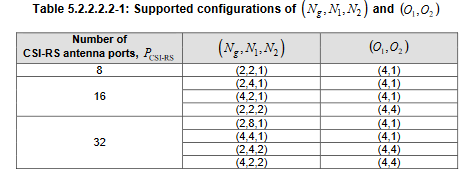 Table 5.2.2.2.2-1: Supported configurations of (N_g, N_1, N_2) and (O_1, O_2)
Number of CSI-RS antenna ports, P_CSI-RS | (N_g, N_1, N_2) | (O_1, O_2)
8 | (2,2,1) | (4,1)
16 | (2,4,1) | (4,1)
(4,2,1) | (4,1)
(2,2,2) | (4,4)
32 | (2,8,1) | (4,1)
(4,4,1) | (4,1)
(2,4,2) | (4,4)
(4,2,2) | (4,4)